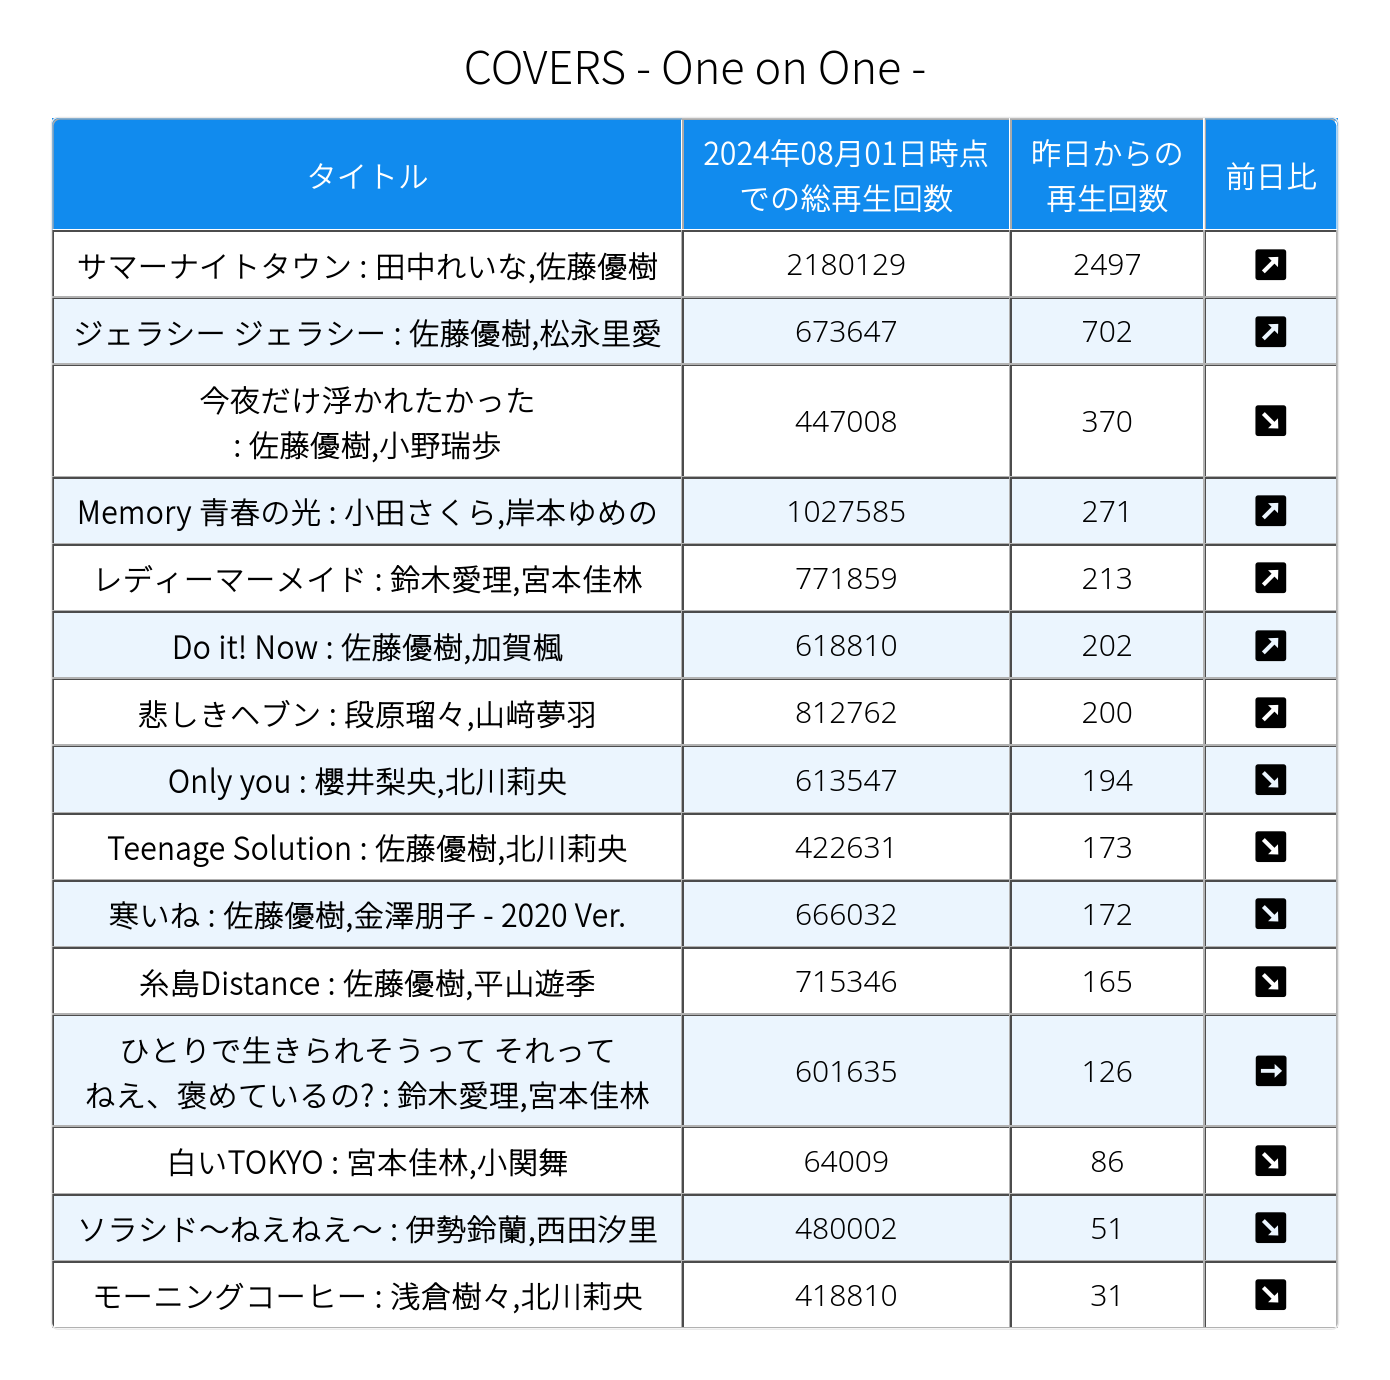 COVERS - One on One -
タイトル
2024年08月01日時点
での総再生回数
昨日からの
再生回数
前日比
サマーナイトタウン : 田中れいな,佐藤優樹 2180129 2497
ジェラシー ジェラシー : 佐藤優樹,松永里愛 673647 702
今夜だけ浮かれたかった
: 佐藤優樹,小野瑞歩 447008 370
Memory 青春の光 : 小田さくら,岸本ゆめの 1027585 271
レディーマーメイド : 鈴木愛理,宮本佳林 771859 213
Do it! Now : 佐藤優樹,加賀楓 618810 202
悲しきヘブン : 段原瑠々,山﨑夢羽 812762 200
Only you : 櫻井梨央,北川莉央 613547 194
Teenage Solution : 佐藤優樹,北川莉央 422631 173
寒いね : 佐藤優樹,金澤朋子 - 2020 Ver. 666032 172
糸島Distance : 佐藤優樹,平山遊季 715346 165
ひとりで生きられそうって それって
ねえ、褒めているの? : 鈴木愛理,宮本佳林 601635 126
白いTOKYO : 宮本佳林,小関舞 64009 86
ソラシド～ねえねえ～ : 伊勢鈴蘭,西田汐里 480002 51
モーニングコーヒー : 浅倉樹々,北川莉央 418810 31